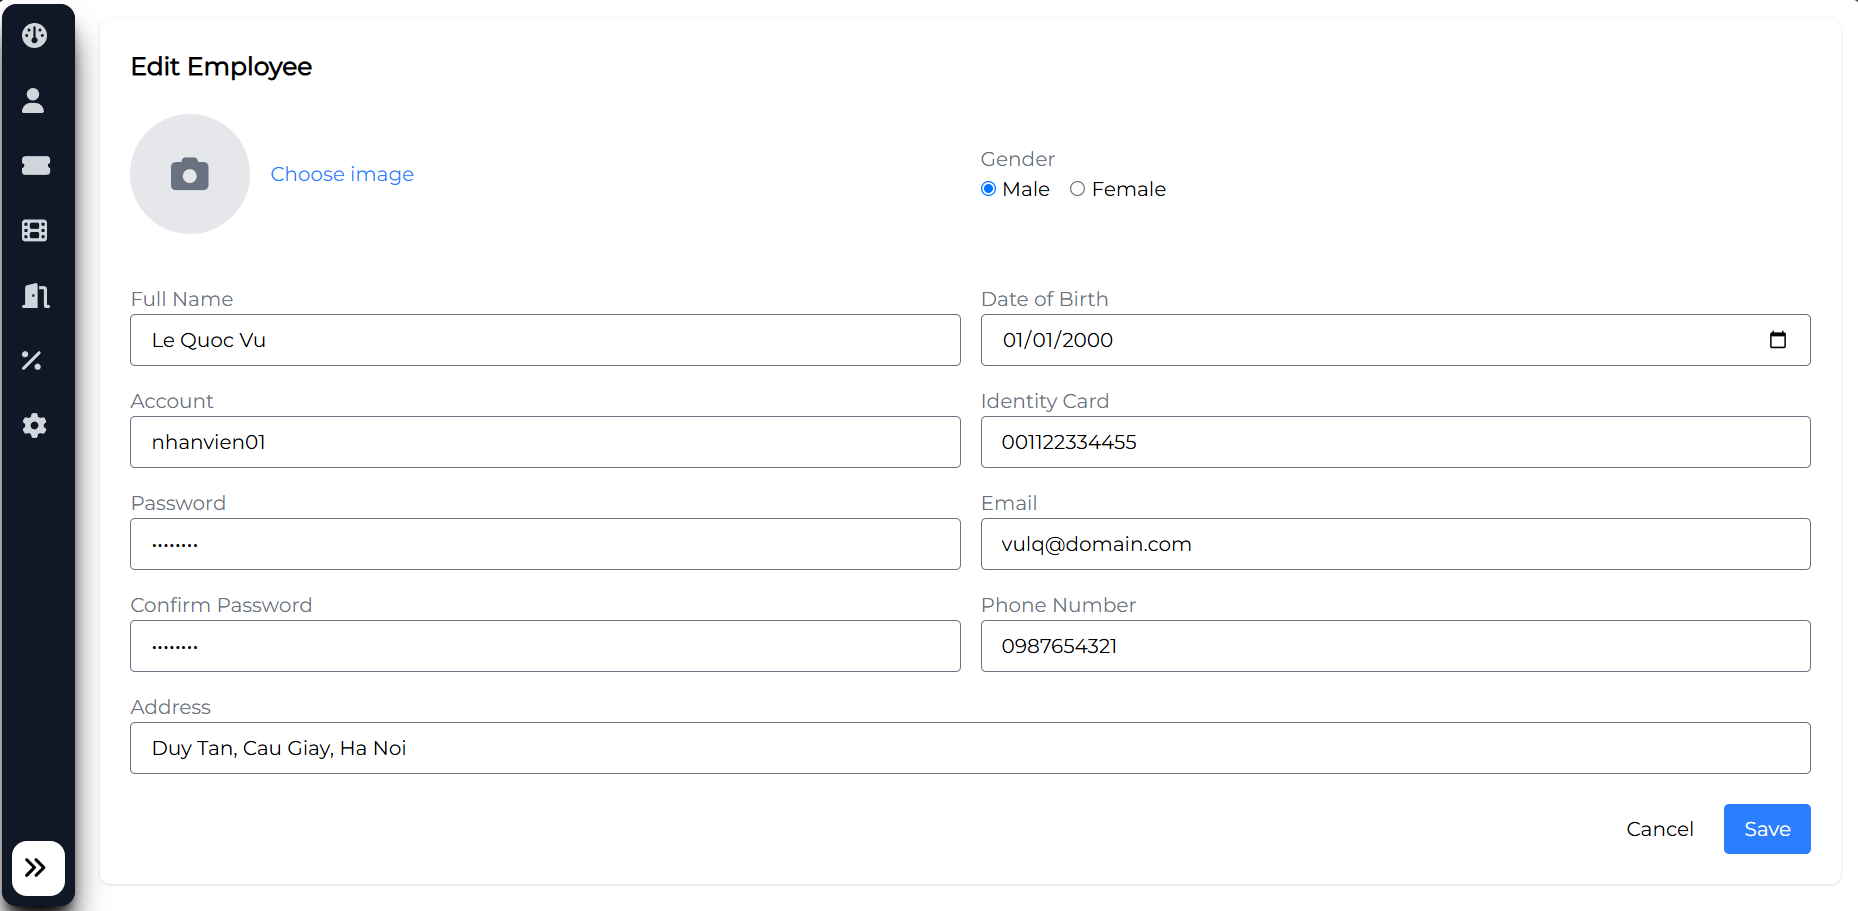 Edit Employee
Choose image
Gender
Male Female
Full Name
Le Quoc Vu
Date of Birth
01/01/2000
Account
nhanvien01
Identity Card
001122334455
Password
••••••••
Email
vulq@domain.com
Confirm Password
••••••••
Phone Number
0987654321
Address
Duy Tan, Cau Giay, Ha Noi
Cancel Save